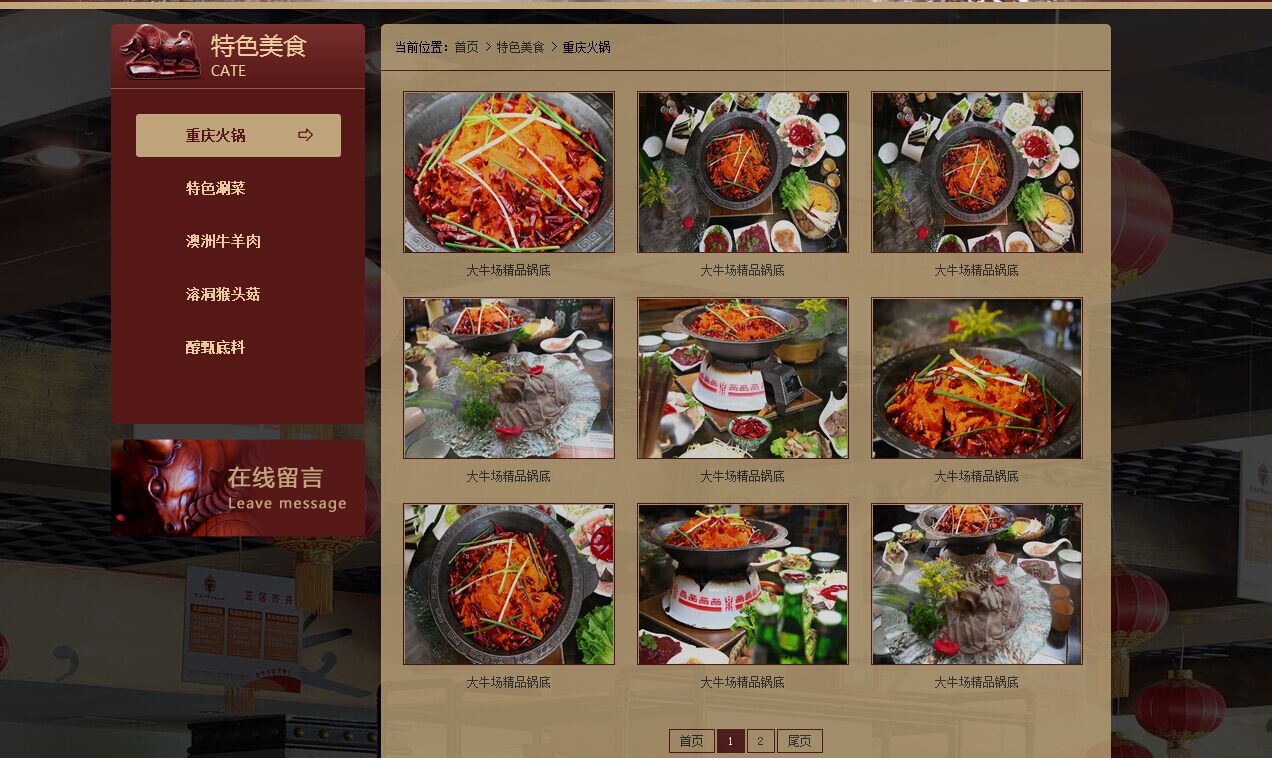 特色美食
CATE
重庆火锅
特色涮菜
澳洲牛羊肉
溶洞猴头菇
醇甄底料
在线留言
Leave message
当前位置：首页 > 特色美食 > 重庆火锅
大牛场精品锅底
大牛场精品锅底
大牛场精品锅底
大牛场精品锅底
大牛场精品锅底
大牛场精品锅底
大牛场精品锅底
大牛场精品锅底
大牛场精品锅底
首页 1 2 尾页
三店齐开